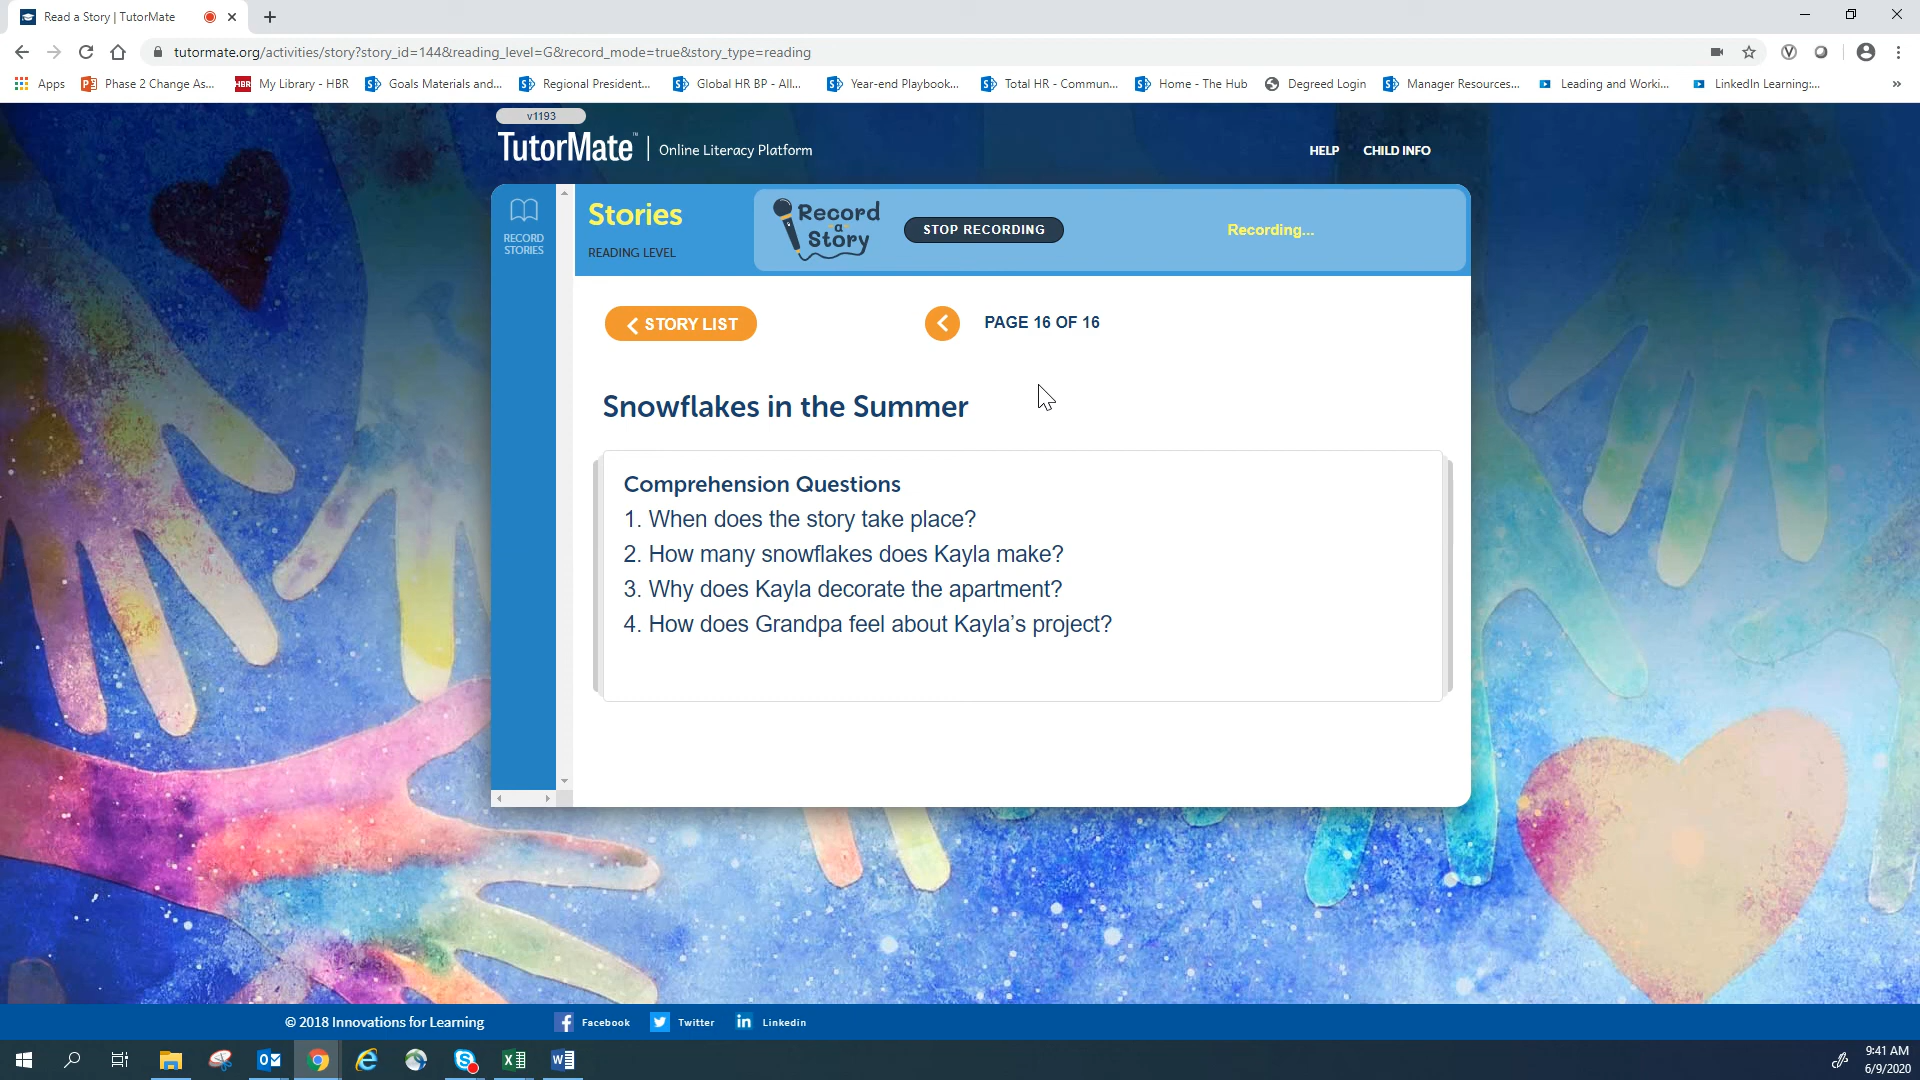 Read a Story | TutorMate
tutormate.org/activities/story?story_id=144&reading_level=G&record_mode=true&story_type=reading
Apps
Phase 2 Change As...
HBR
My Library - HBR
Goals Materials and...
Regional President...
Global HR BP - All...
Year-end Playbook...
Total HR - Commun...
Home - The Hub
Degreed Login
Manager Resources...
Leading and Worki...
LinkedIn Learning:...
v1193
TutorMate™ | Online Literacy Platform
HELP
CHILD INFO
RECORD
STORIES
Stories
READING LEVEL
Record
a
Story
STOP RECORDING
Recording...
STORY LIST
PAGE 16 OF 16
Snowflakes in the Summer
Comprehension Questions
1. When does the story take place?
2. How many snowflakes does Kayla make?
3. Why does Kayla decorate the apartment?
4. How does Grandpa feel about Kayla’s project?
© 2018 Innovations for Learning
Facebook
Twitter
Linkedin
9:41 AM
6/9/2020